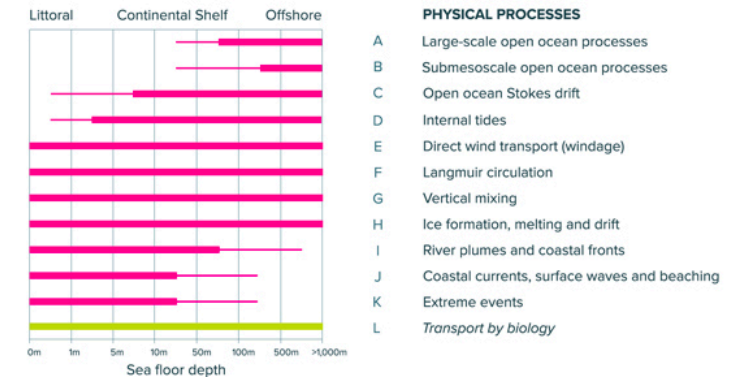 Littoral Continental Shelf Offshore PHYSICAL PROCESSES
A Large-scale open ocean processes
B Submesoscale open ocean processes
C Open ocean Stokes drift
D Internal tides
E Direct wind transport (windage)
F Langmuir circulation
G Vertical mixing
H Ice formation, melting and drift
I River plumes and coastal fronts
J Coastal currents, surface waves and beaching
K Extreme events
L Transport by biology
0m 1m 5m 10m 50m 100m 500m >1,000m
Sea floor depth